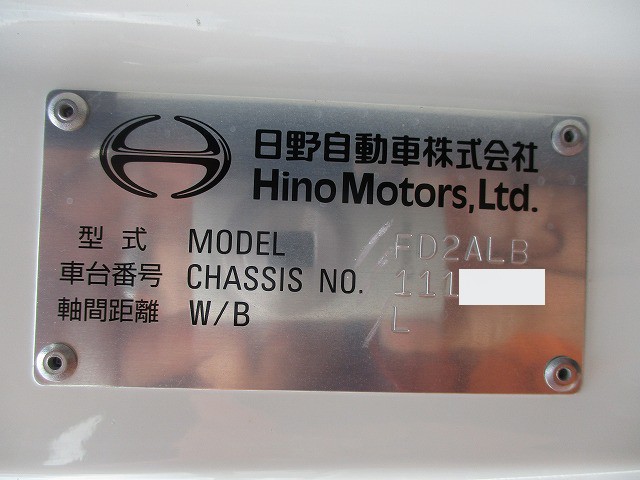 日野自動車株式会社
Hino Motors, Ltd.
型式 MODEL FD2ALB
車台番号 CHASSIS NO. 111
軸間距離 W/B L